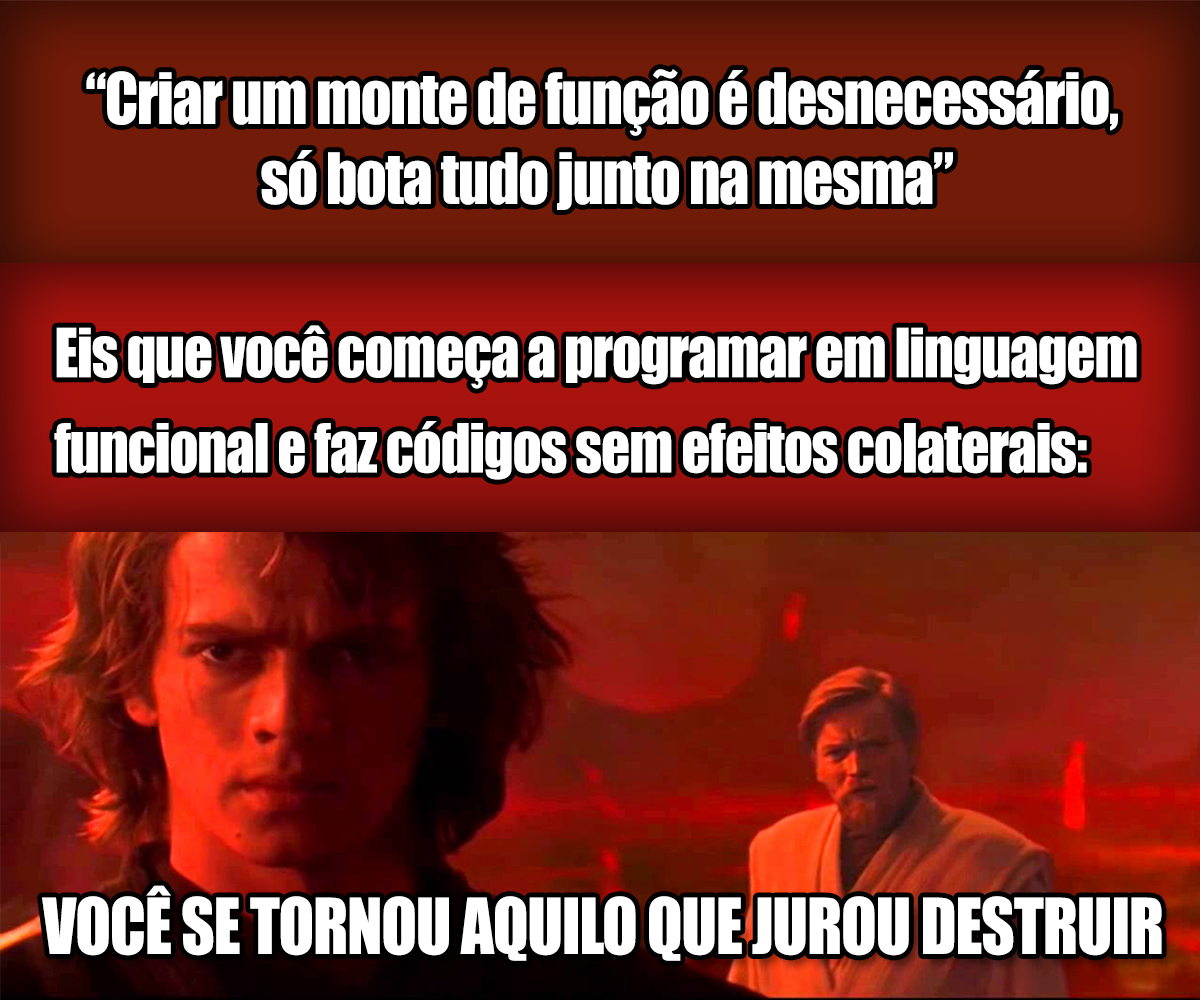 “Criar um monte de função é desnecessário,
só bota tudo junto na mesma”
Eis que você começa a programar em linguagem
funcional e faz códigos sem efeitos colaterais:
VOCÊ SE TORNOU AQUILO QUE JUROU DESTRUIR